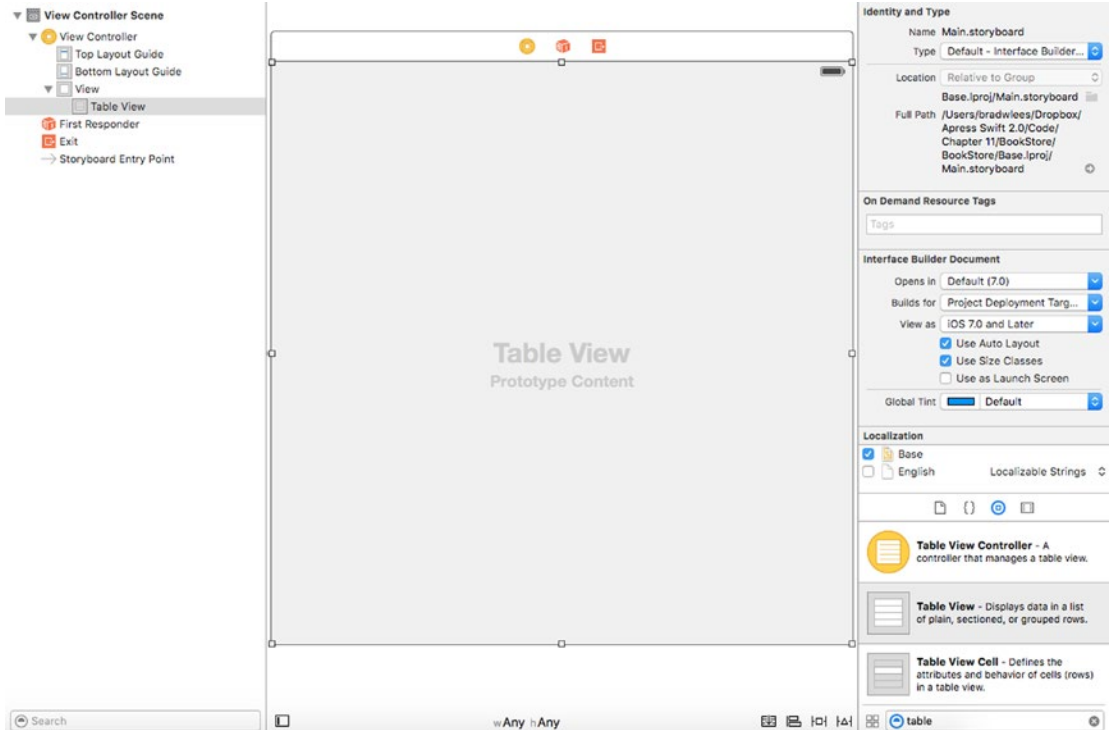 View Controller Scene
View Controller
Top Layout Guide
Bottom Layout Guide
View
Table View
First Responder
Exit
Storyboard Entry Point
Search
Table View
Prototype Content
wAny hAny
Identity and Type
Name Main.storyboard
Type Default - Interface Builder...
Location Relative to Group
Base.lproj/Main.storyboard
Full Path /Users/bradwlees/Dropbox/
Apress Swift 2.0/Code/
Chapter 11/BookStore/
BookStore/Base.lproj/
Main.storyboard
On Demand Resource Tags
Tags
Interface Builder Document
Opens in Default (7.0)
Builds for Project Deployment Targ...
View as iOS 7.0 and Later
Use Auto Layout
Use Size Classes
Use as Launch Screen
Global Tint Default
Localization
Base
English Localizable Strings
Table View Controller - A
controller that manages a table view.
Table View - Displays data in a list
of plain, sectioned, or grouped rows.
Table View Cell - Defines the
attributes and behavior of cells (rows)
in a table view.
table